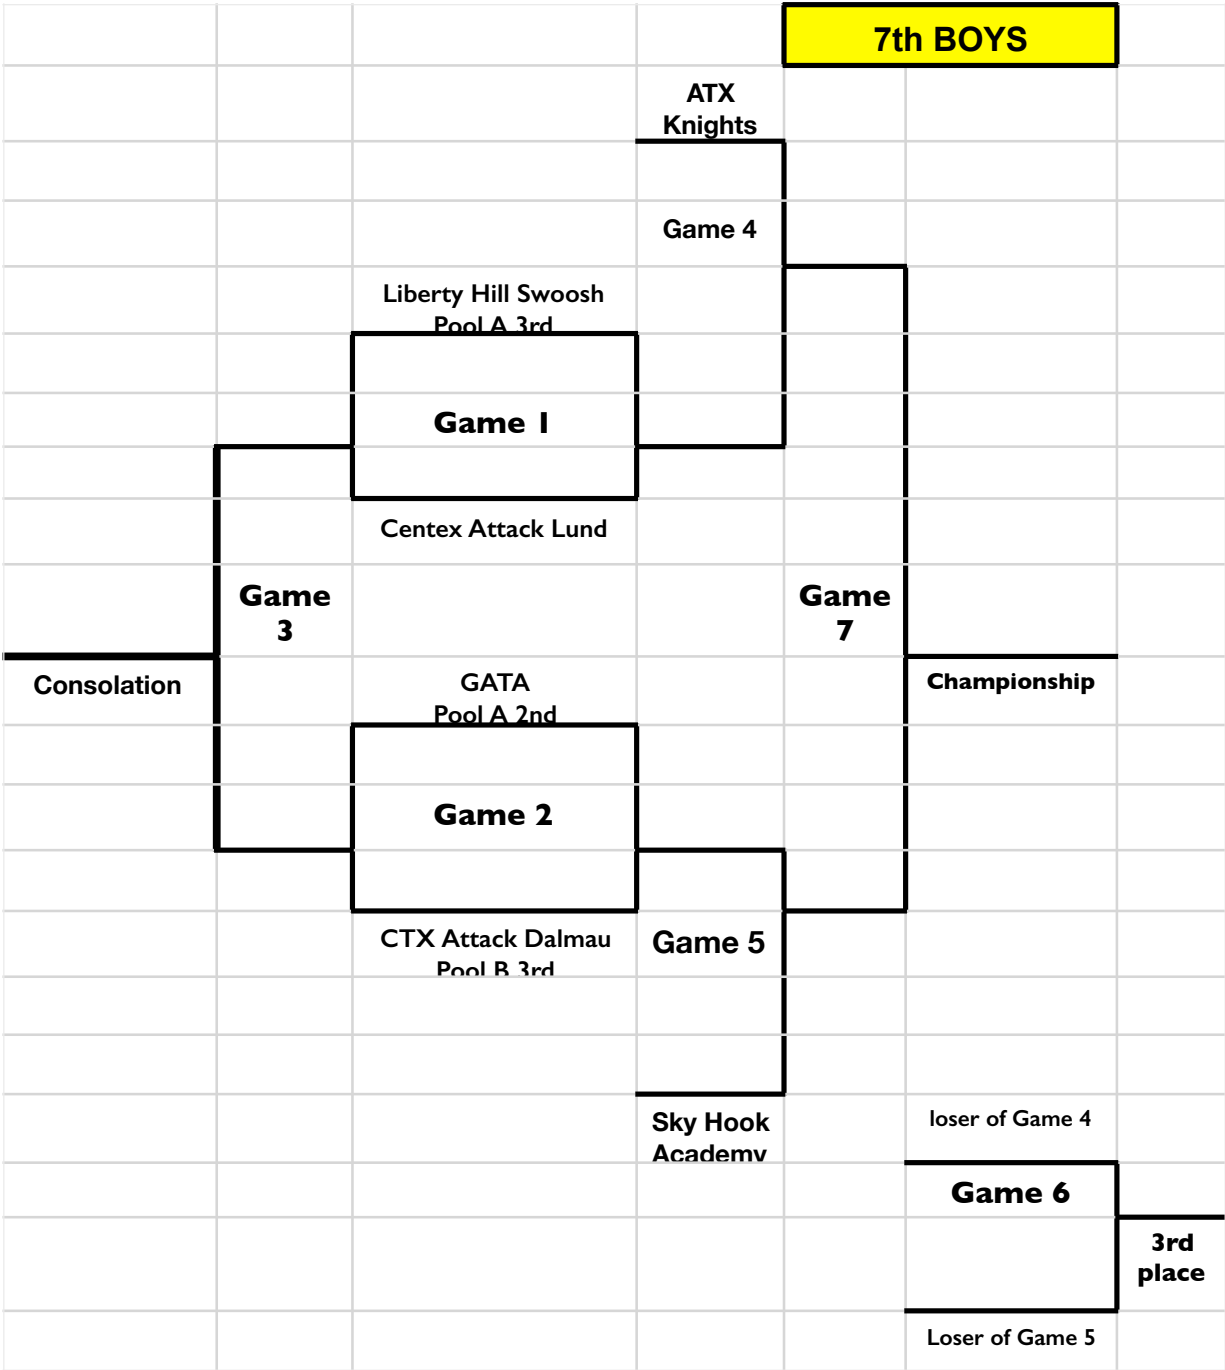 7th BOYS
ATX
Knights
Game 4
Liberty Hill Swoosh
Pool A 3rd
Game 1
Centex Attack Lund
Game
3
Game
7
Consolation
GATA
Pool A 2nd
Championship
Game 2
CTX Attack Dalmau
Pool B 3rd
Game 5
Sky Hook
Academy
loser of Game 4
Game 6
3rd
place
Loser of Game 5